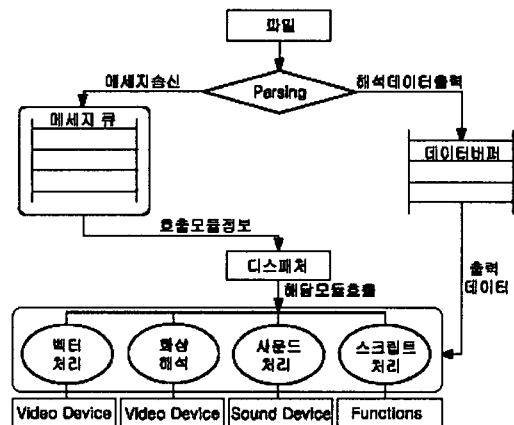 파일
메세지송신
Parsing
해석데이터출력
메세지 큐
데이터버퍼
호출모듈정보
디스패처
출력
데이터
해당모듈호출
벡터
처리
화상
해석
사운드
처리
스크립트
처리
Video Device
Video Device
Sound Device
Functions